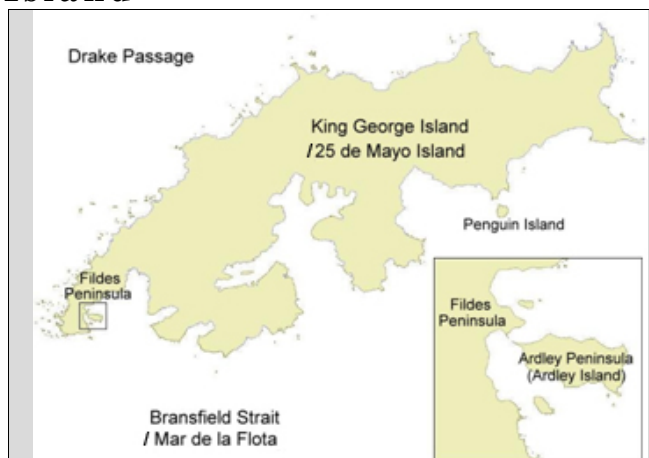 Drake Passage
King George Island
/25 de Mayo Island
Penguin Island
Fildes
Peninsula
Fildes
Peninsula
Ardley Peninsula
(Ardley Island)
Bransfield Strait
/ Mar de la Flota